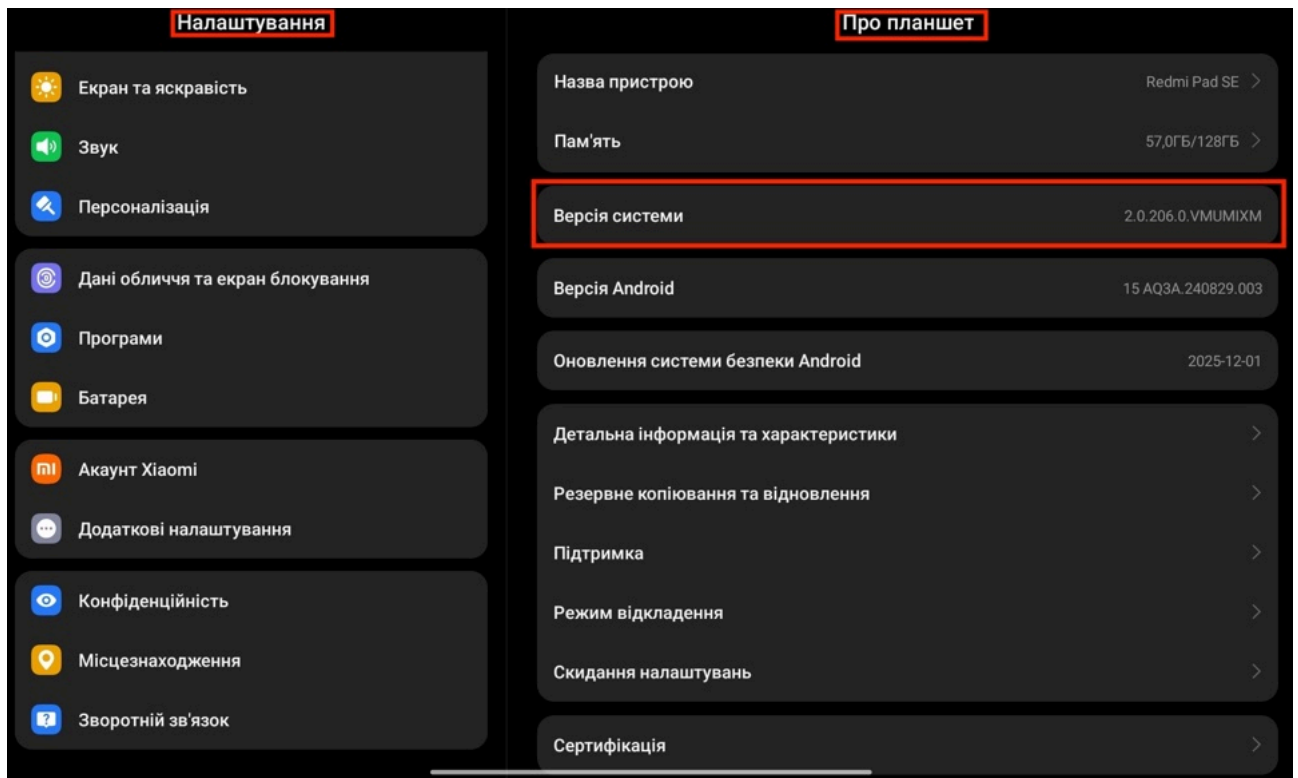 Налаштування
Екран та яскравість
Звук
Персоналізація
Дані обличчя та екран блокування
Програми
Батарея
Акаунт Xiaomi
Додаткові налаштування
Конфіденційність
Місцезнаходження
Зворотній зв'язок
Про планшет
Назва пристрою Redmi Pad SE
Пам'ять 57,0ГБ/128ГБ
Версія системи 2.0.206.0.VMUMIXM
Версія Android 15 AQ3A.240829.003
Оновлення системи безпеки Android 2025-12-01
Детальна інформація та характеристики
Резервне копіювання та відновлення
Підтримка
Режим відкладення
Скидання налаштувань
Сертифікація